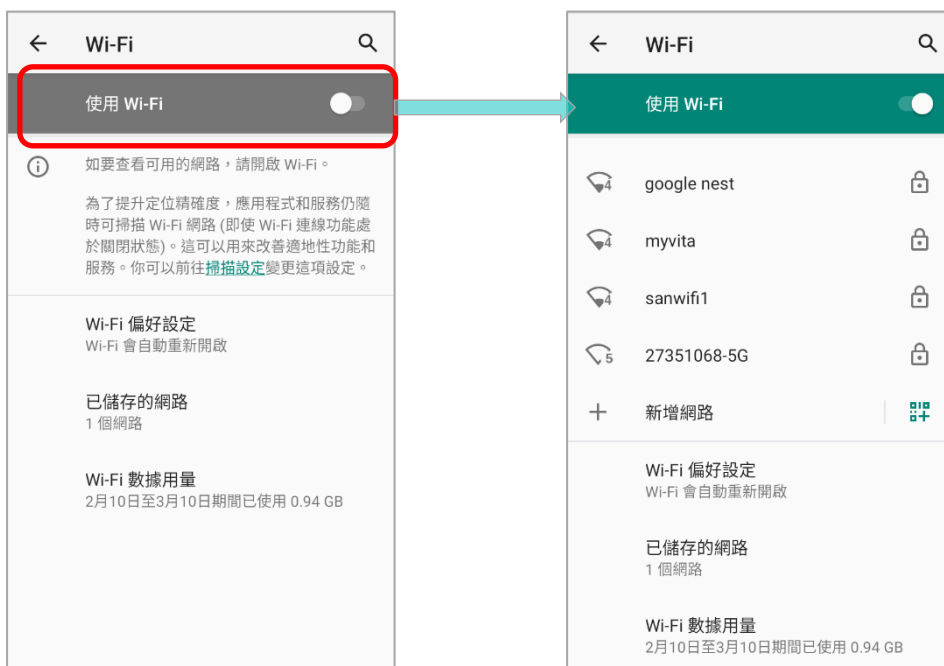 Wi-Fi
使用 Wi-Fi
如要查看可用的網路，請開啟 Wi-Fi。
為了提升定位精確度，應用程式和服務仍隨
時可掃描 Wi-Fi 網路 (即使 Wi-Fi 連線功能處
於關閉狀態)。這可以用來改善適地性功能和
服務。你可以前往掃描設定變更這項設定。
Wi-Fi 偏好設定
Wi-Fi 會自動重新開啟
已儲存的網路
1 個網路
Wi-Fi 數據用量
2月10日至3月10日期間已使用 0.94 GB
Wi-Fi
使用 Wi-Fi
4 google nest
4 myvita
4 sanwifi1
5 27351068-5G
新增網路
Wi-Fi 偏好設定
Wi-Fi 會自動重新開啟
已儲存的網路
1 個網路
Wi-Fi 數據用量
2月10日至3月10日期間已使用 0.94 GB